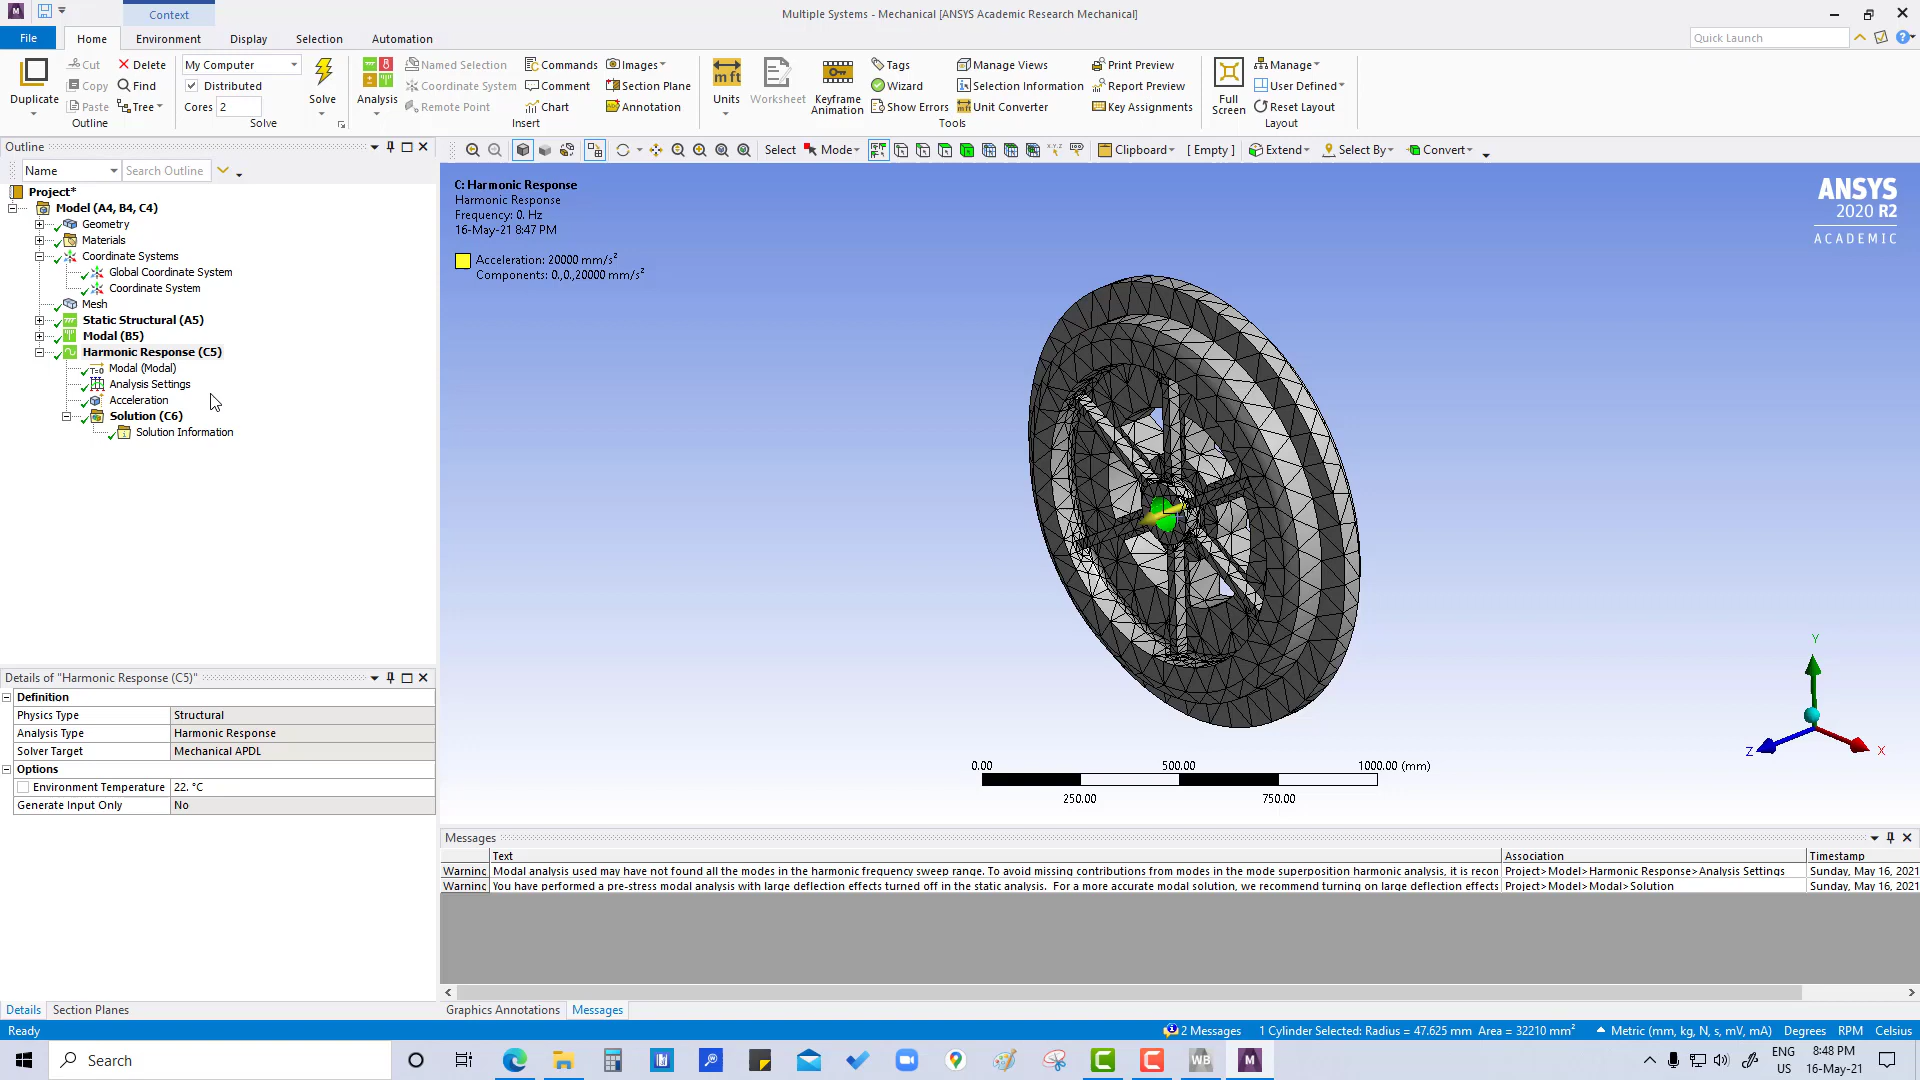 Context
Multiple Systems - Mechanical [ANSYS Academic Research Mechanical]
File Home Environment Display Selection Automation
Quick Launch
Duplicate
Cut
Copy
Paste
Delete
Find
Tree
Outline
My Computer
Distributed
Cores 2
Solve
Solve
Analysis
Named Selection
Coordinate System
Remote Point
Commands
Comment
Chart
Images
Section Plane
Annotation
Insert
Units
Worksheet
Keyframe
Animation
Tags
Wizard
Show Errors
Manage Views
Selection Information
Unit Converter
Print Preview
Report Preview
Key Assignments
Tools
Full
Screen
Manage
User Defined
Reset Layout
Layout
Outline
Select Mode Clipboard [ Empty ] Extend Select By Convert
Name Search Outline
Project*
Model (A4, B4, C4)
Geometry
Materials
Coordinate Systems
Global Coordinate System
Coordinate System
Mesh
Static Structural (A5)
Modal (B5)
Harmonic Response (C5)
Modal (Modal)
T=0
Analysis Settings
Acceleration
Solution (C6)
Solution Information
C: Harmonic Response
Harmonic Response
Frequency: 0. Hz
16-May-21 8:47 PM
Acceleration: 20000 mm/s²
Components: 0.,0.,20000 mm/s²
ANSYS
2020 R2
ACADEMIC
Y
Z
X
0.00 500.00 1000.00 (mm)
250.00 750.00
Details of "Harmonic Response (C5)"
Definition
Physics Type Structural
Analysis Type Harmonic Response
Solver Target Mechanical APDL
Options
Environment Temperature 22. °C
Generate Input Only No
Messages
Text Association Timestamp
Warninc Modal analysis used may have not found all the modes in the harmonic frequency sweep range. To avoid missing contributions from modes in the mode superposition harmonic analysis, it is recon Project>Model>Harmonic Response>Analysis Settings Sunday, May 16, 2021
Warninc You have performed a pre-stress modal analysis with large deflection effects turned off in the static analysis. For a more accurate modal solution, we recommend turning on large deflection effects Project>Model>Modal>Solution Sunday, May 16, 2021
Details Section Planes
Graphics Annotations Messages
Ready
2 Messages 1 Cylinder Selected: Radius = 47.625 mm Area = 32210 mm² Metric (mm, kg, N, s, mV, mA) Degrees RPM Celsius
Search
WB
M
ENG
US
8:48 PM
16-May-21